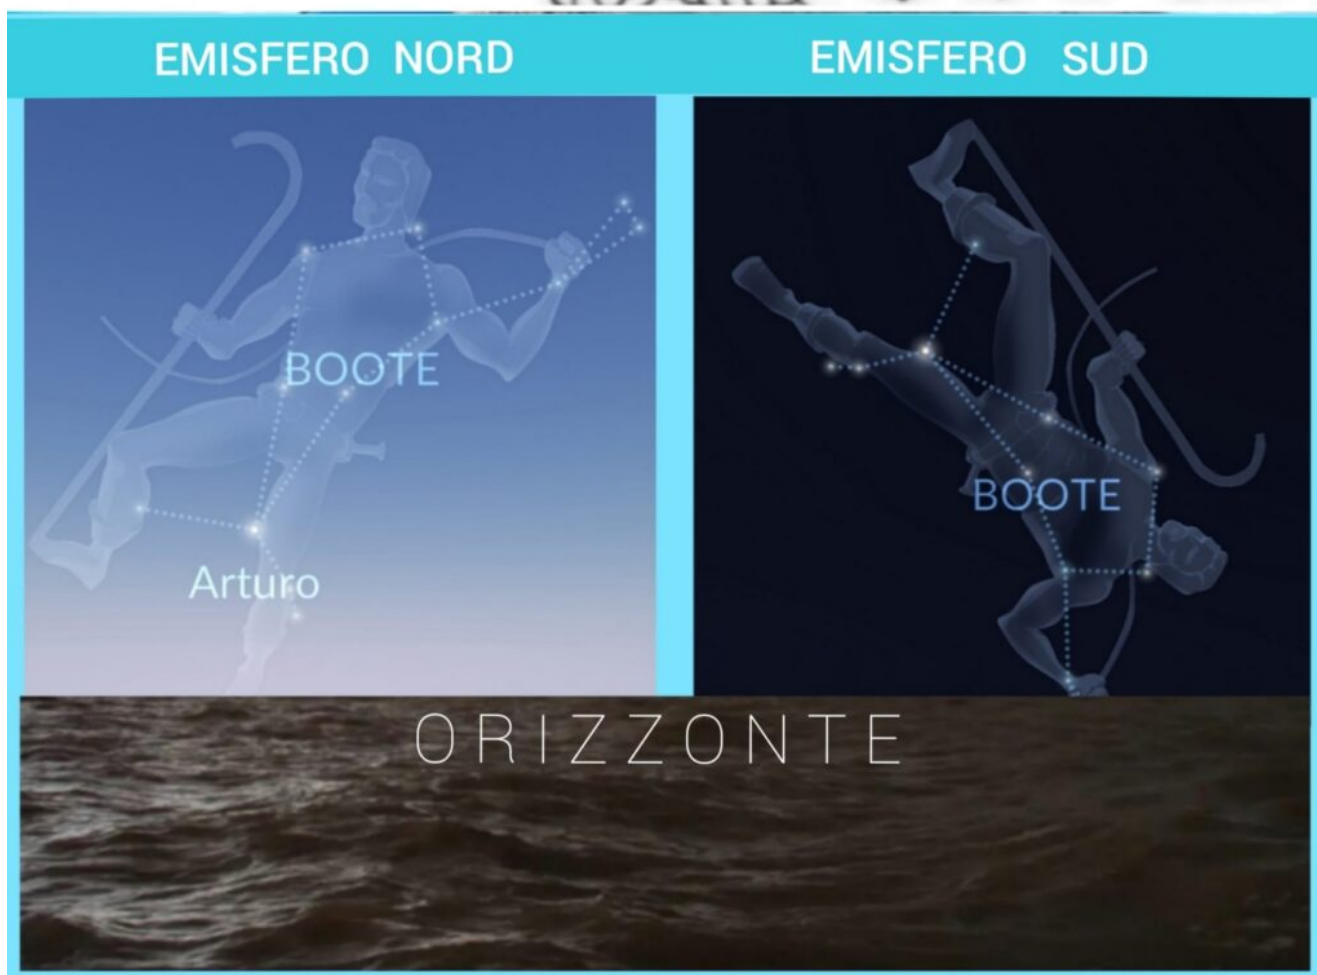 EMISFERO NORD
EMISFERO SUD
BOOTE
Arturo
BOOTE
ORIZZONTE